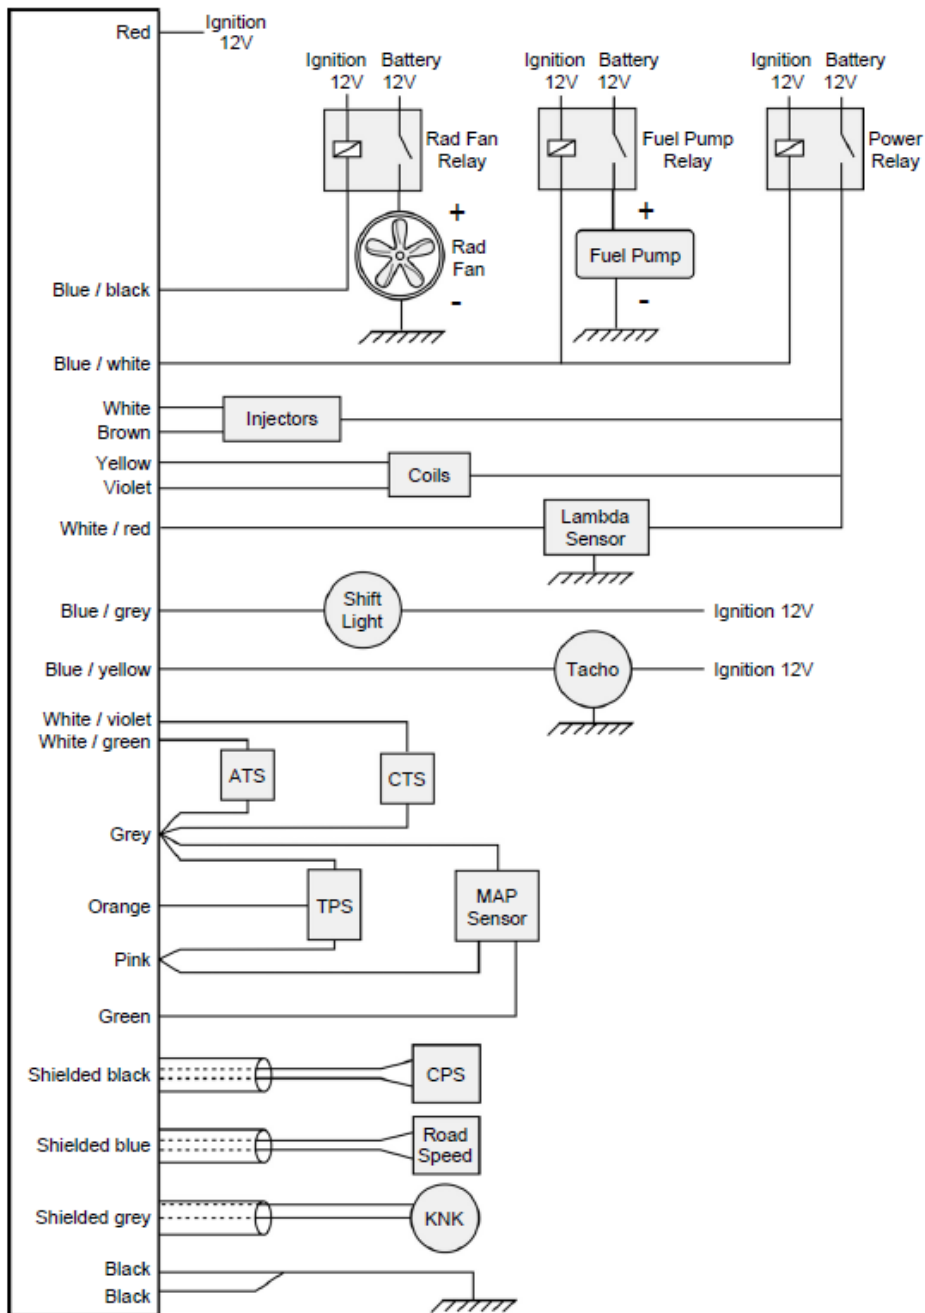 Red
Ignition
12V
Ignition
12V
Battery
12V
Ignition
12V
Battery
12V
Ignition
12V
Battery
12V
Rad Fan
Relay
Fuel Pump
Relay
Power
Relay
+
Rad
Fan
-
+
Fuel Pump
-
Blue / black
Blue / white
White
Brown
Injectors
Yellow
Violet
Coils
White / red
Lambda
Sensor
Blue / grey
Shift
Light
Ignition 12V
Blue / yellow
Tacho
Ignition 12V
White / violet
White / green
ATS
CTS
Grey
Orange
TPS
MAP
Sensor
Pink
Green
Shielded black
CPS
Shielded blue
Road
Speed
Shielded grey
KNK
Black
Black